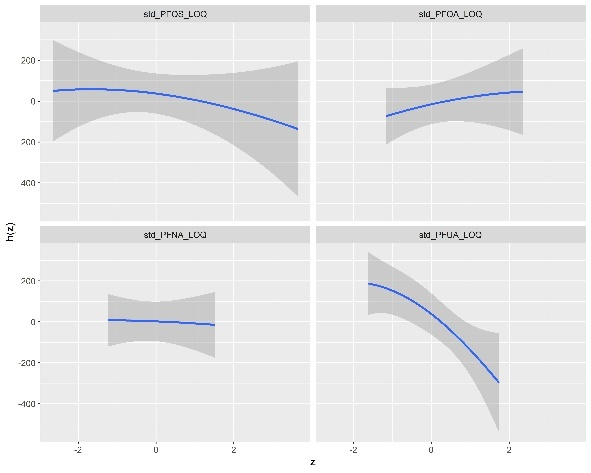 std_PFOS_LOQ
std_PFOA_LOQ
200
0
200
400
h(z)
std_PFNA_LOQ
std_PFUA_LOQ
200
0
-200
-400
-2 0 2
-2 0 2
z